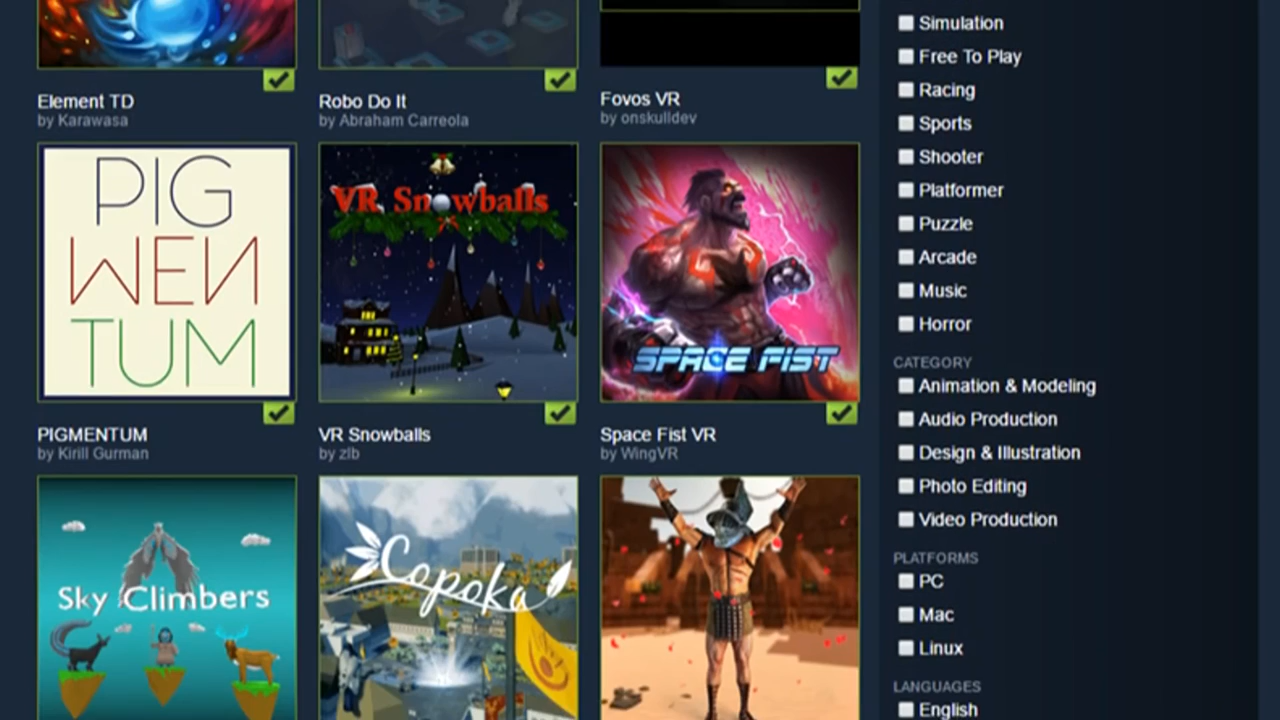 Element TD
by Karawasa
Robo Do It
by Abraham Carreola
Fovos VR
by onskulldev
PIG
WEN
TUM
PIGMENTUM
by Kirill Gurman
VR Snowballs
VR Snowballs
by zlb
SPACE FIST
Space Fist VR
by WingVR
Sky Climbers
Copoka
Simulation
Free To Play
Racing
Sports
Shooter
Platformer
Puzzle
Arcade
Music
Horror
CATEGORY
Animation & Modeling
Audio Production
Design & Illustration
Photo Editing
Video Production
PLATFORMS
PC
Mac
Linux
LANGUAGES
English